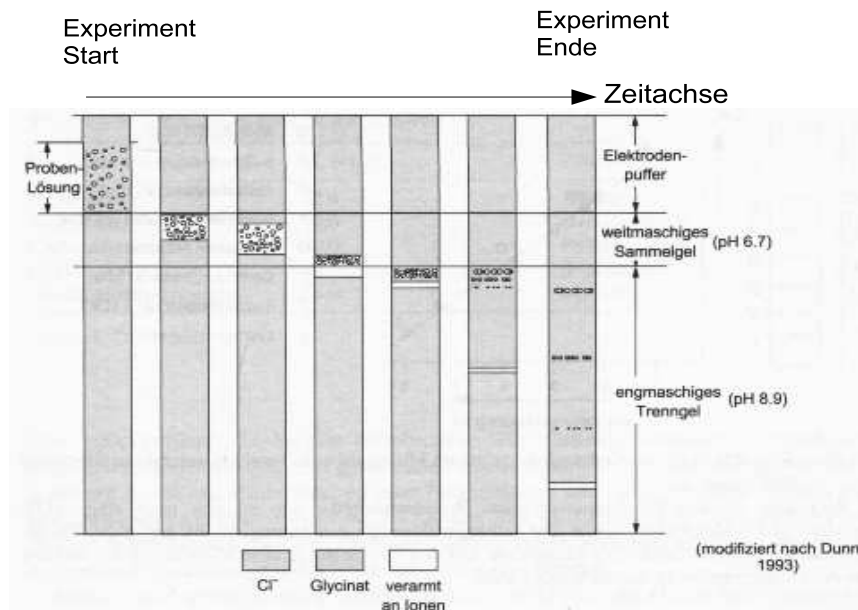 Experiment
Start
Experiment
Ende
Zeitachse
Proben-
Lösung
Elektroden-
puffer
weitmaschiges
Sammelgel
(pH 6.7)
engmaschiges
Trenngel
(pH 8.9)
(modifiziert nach Dunn
1993)
Cl⁻
Glycinat
verarmt
an Ionen